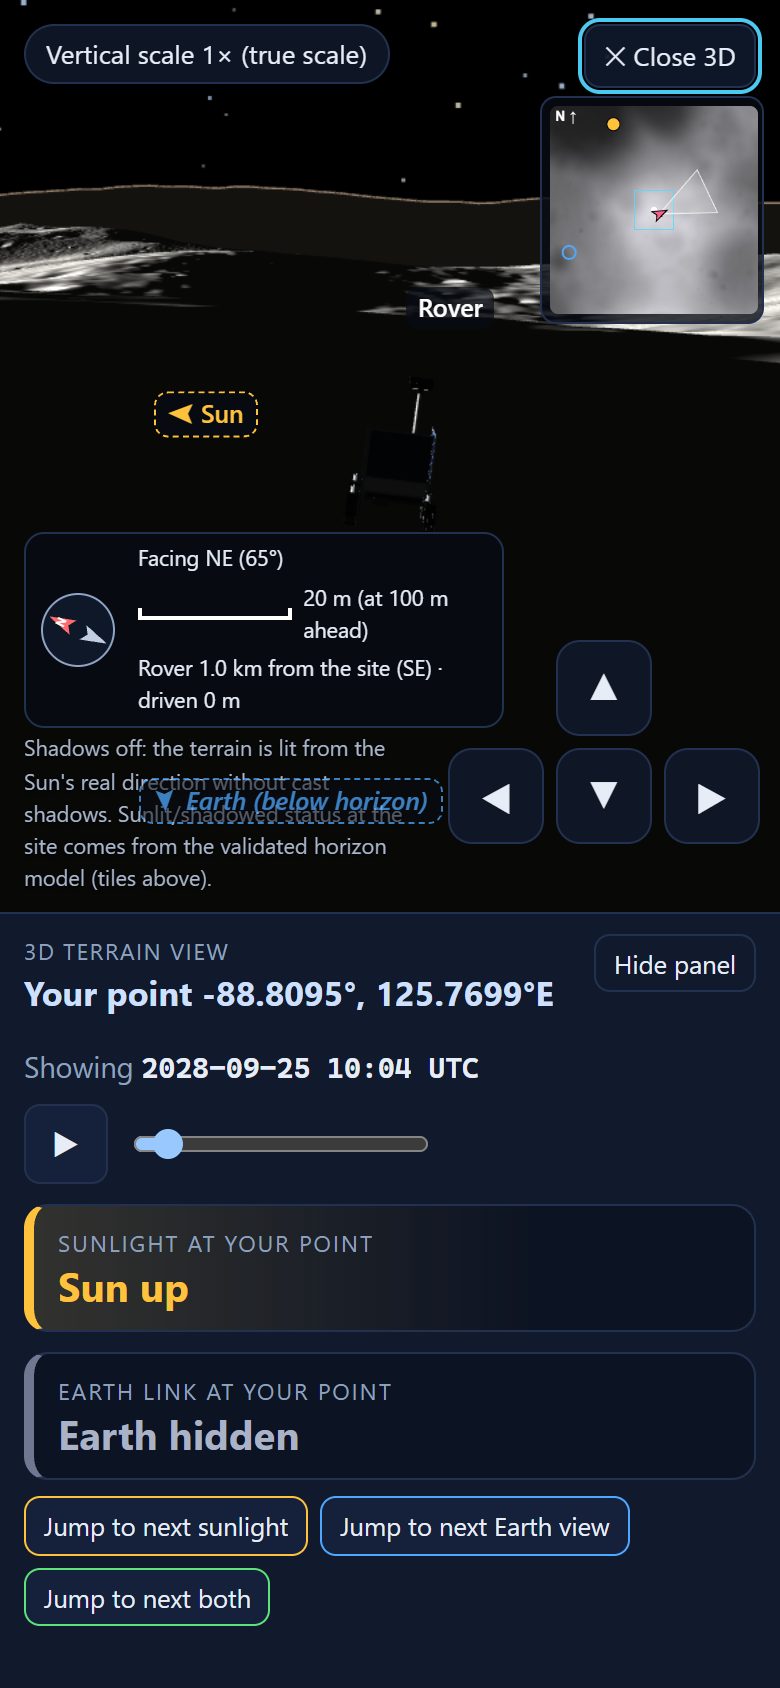 Vertical scale 1× (true scale)
✕ Close 3D
N ↑
Rover
Sun
Facing NE (65°)
20 m (at 100 m
ahead)
N
Rover 1.0 km from the site (SE) ·
driven 0 m
Shadows off: the terrain is lit from the
Sun's real direction without cast
Earth (below horizon)
shadows. Sunlit/shadowed status at the
site comes from the validated horizon
model (tiles above).
3D TERRAIN VIEW
Hide panel
Your point -88.8095°, 125.7699°E
Showing 2028-09-25 10:04 UTC
SUNLIGHT AT YOUR POINT
Sun up
EARTH LINK AT YOUR POINT
Earth hidden
Jump to next sunlight
Jump to next Earth view
Jump to next both